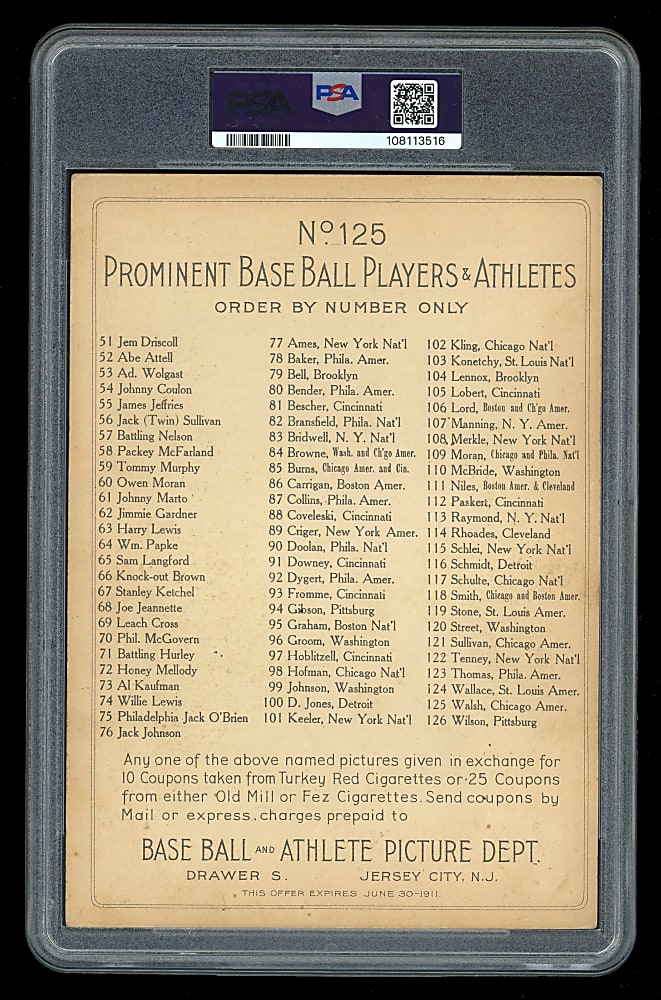 PSA
PSA
108113516
No. 125
PROMINENT BASE BALL PLAYERS & ATHLETES
ORDER BY NUMBER ONLY
51 Jem Driscoll
52 Abe Attell
53 Ad. Wolgast
54 Johnny Coulon
55 James Jeffries
56 Jack (Twin) Sullivan
57 Battling Nelson
58 Packey McFarland
59 Tommy Murphy
60 Owen Moran
61 Johnny Marto
62 Jimmie Gardner
63 Harry Lewis
64 Wm. Papke
65 Sam Langford
66 Knock-out Brown
67 Stanley Ketchel
68 Joe Jeannette
69 Leach Cross
70 Phil. McGovern
71 Battling Hurley
72 Honey Mellody
73 Al Kaufman
74 Willie Lewis
75 Philadelphia Jack O'Brien
76 Jack Johnson
77 Ames, New York Nat'l
78 Baker, Phila. Amer.
79 Bell, Brooklyn
80 Bender, Phila. Amer.
81 Bescher, Cincinnati
82 Bransfield, Phila. Nat'l
83 Bridwell, N. Y. Nat'l
84 Browne, Wash. and Ch'go Amer.
85 Burns, Chicago Amer. and Cin.
86 Carrigan, Boston Amer.
87 Collins, Phila. Amer.
88 Coveleski, Cincinnati
89 Criger, New York Amer.
90 Doolan, Phila. Nat'l
91 Downey, Cincinnati
92 Dygert, Phila. Amer.
93 Fromme, Cincinnati
94 Gibson, Pittsburg
95 Graham, Boston Nat'l
96 Groom, Washington
97 Hoblitzell, Cincinnati
98 Hofman, Chicago Nat'l
99 Johnson, Washington
100 D. Jones, Detroit
101 Keeler, New York Nat'l
102 Kling, Chicago Nat'l
103 Konetchy, St. Louis Nat'l
104 Lennox, Brooklyn
105 Lobert, Cincinnati
106 Lord, Boston and Ch'go Amer.
107 Manning, N. Y. Amer.
108 Merkle, New York Nat'l
109 Moran, Chicago and Phila. Nat'l
110 McBride, Washington
111 Niles, Boston Amer. & Cleveland
112 Paskert, Cincinnati
113 Raymond, N. Y. Nat'l
114 Rhoades, Cleveland
115 Schlei, New York Nat'l
116 Schmidt, Detroit
117 Schulte, Chicago Nat'l
118 Smith, Chicago and Boston Amer.
119 Stone, St. Louis Amer.
120 Street, Washington
121 Sullivan, Chicago Amer.
122 Tenney, New York Nat'l
123 Thomas, Phila. Amer.
124 Wallace, St. Louis Amer.
125 Walsh, Chicago Amer.
126 Wilson, Pittsburg
Any one of the above named pictures given in exchange for
10 Coupons taken from Turkey Red Cigarettes or 25 Coupons
from either Old Mill or Fez Cigarettes. Send coupons by
Mail or express, charges prepaid to
BASE BALL AND ATHLETE PICTURE DEPT.
DRAWER S. JERSEY CITY, N.J.
THIS OFFER EXPIRES JUNE 30-1911.